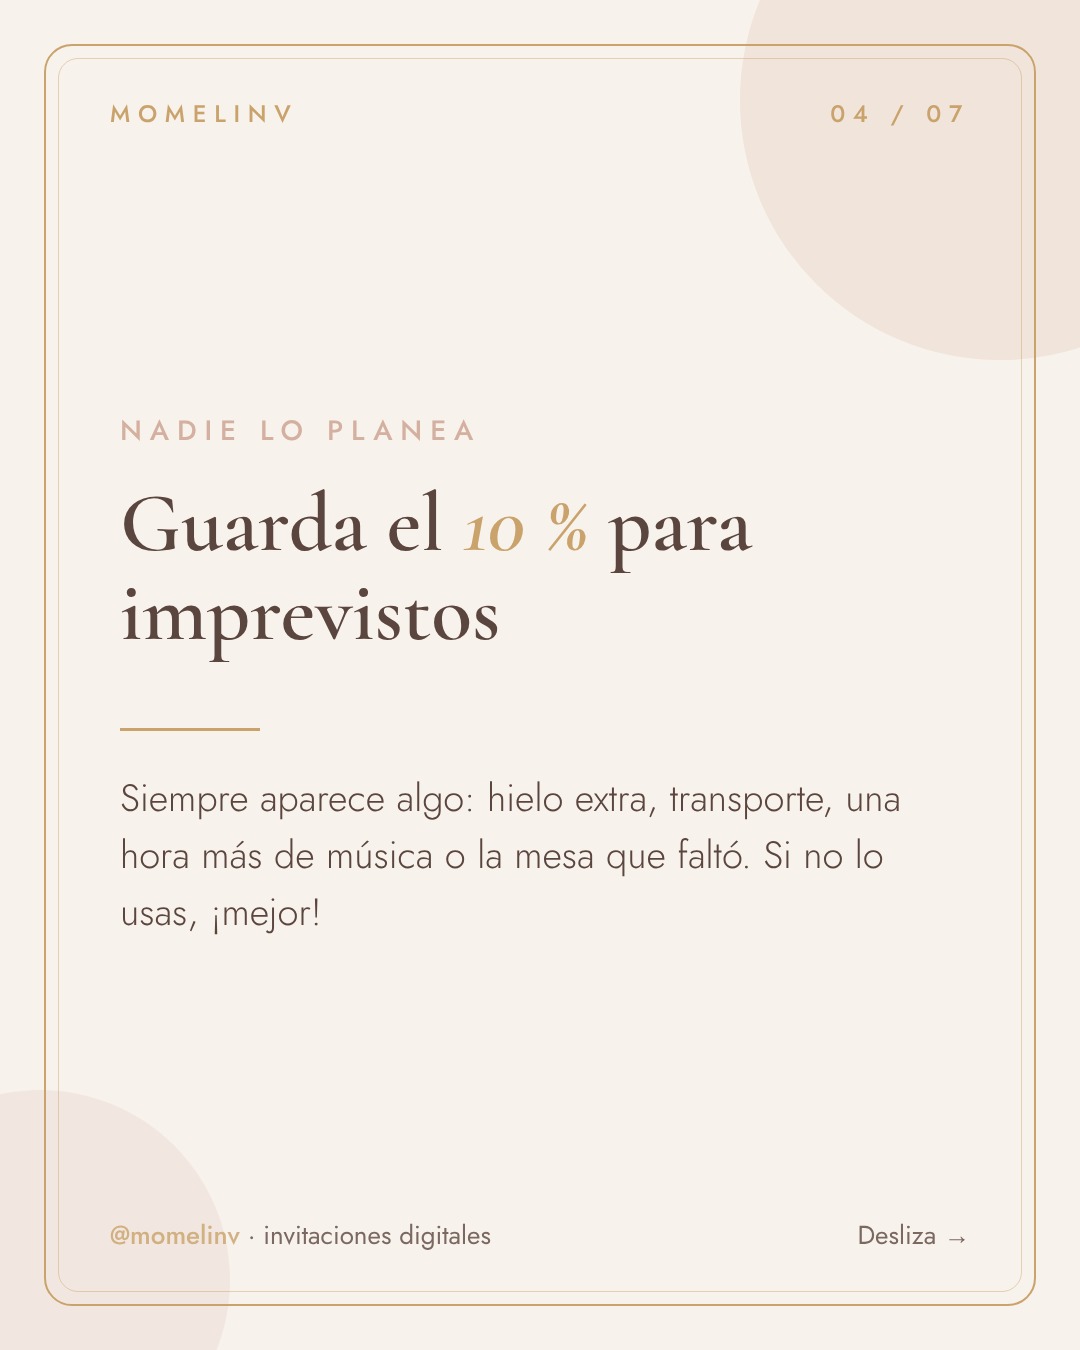 MOMELINV
04 / 07
NADIE LO PLANEA
Guarda el 10 % para
imprevistos
Siempre aparece algo: hielo extra, transporte, una
hora más de música o la mesa que faltó. Si no lo
usas, ¡mejor!
@momelinv · invitaciones digitales
Desliza →